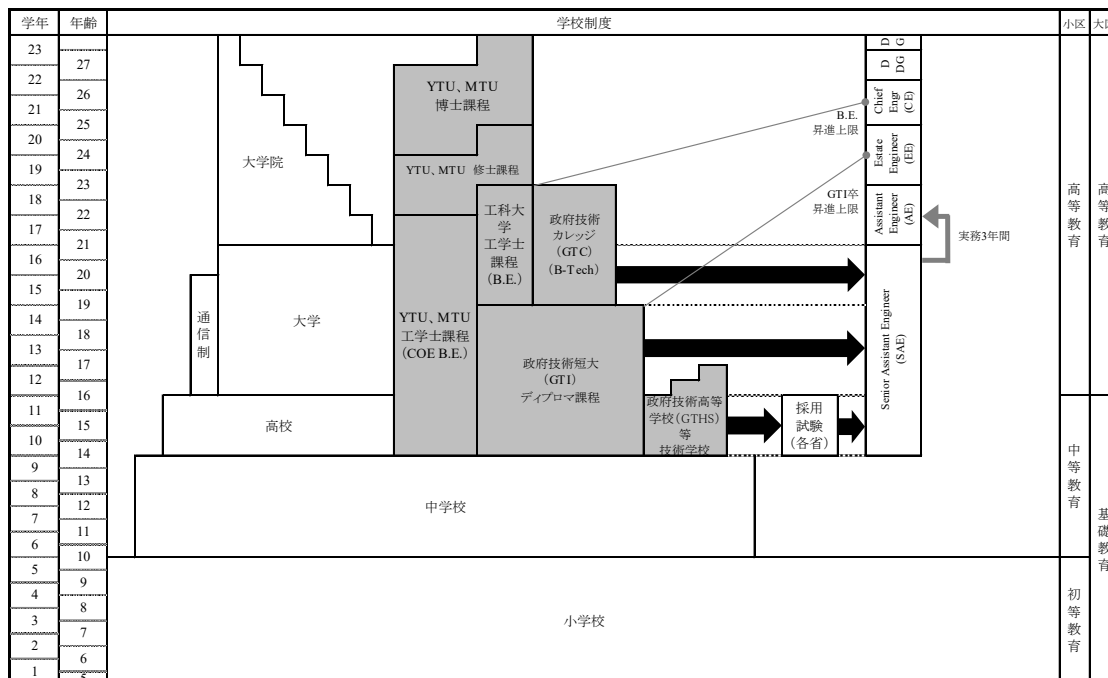 学年
年齢
学校制度
小区
大区
23
22
21
20
19
18
17
16
15
14
13
12
11
10
9
8
7
6
5
4
3
2
1
27
26
25
24
23
22
21
20
19
18
17
16
15
14
13
12
11
10
9
8
7
6
5
大学院
通信制
大学
高校
YTU、MTU
博士課程
YTU、MTU 修士課程
YTU、MTU
工学士課程
(COE B.E.)
工科大
学
工学士
課程
(B.E.)
政府技術
カレッジ
(GTC)
(B-Tech)
政府技術短大
(GTI)
ディプロマ課程
政府技術高等
学校(GTHS)
等
技術学校
採用
試験
(各省)
D
G
D
DG
Chief
Engr
(CE)
Estate
Engineer
(EE)
Assistant
Engineer
(AE)
Senior Assistant Engineer
(SAE)
B.E.
昇進上限
GTI卒
昇進上限
実務3年間
中学校
小学校
高等教育
中等教育
初等教育
高等教育
基礎教育